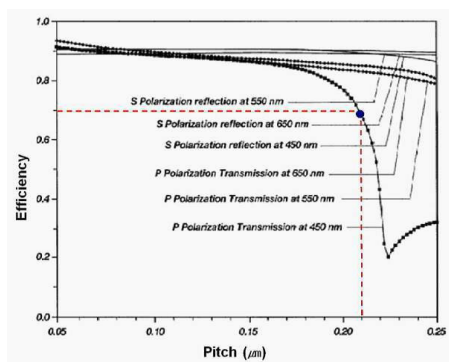 1.0
0.8
0.6
0.4
0.2
0.0
Efficiency
S Polarization reflection at 550 nm
S Polarization reflection at 650 nm
S Polarization reflection at 450 nm
P Polarization Transmission at 650 nm
P Polarization Transmission at 550 nm
P Polarization Transmission at 450 nm
0.05 0.10 0.15 0.20 0.25
Pitch (㎛)